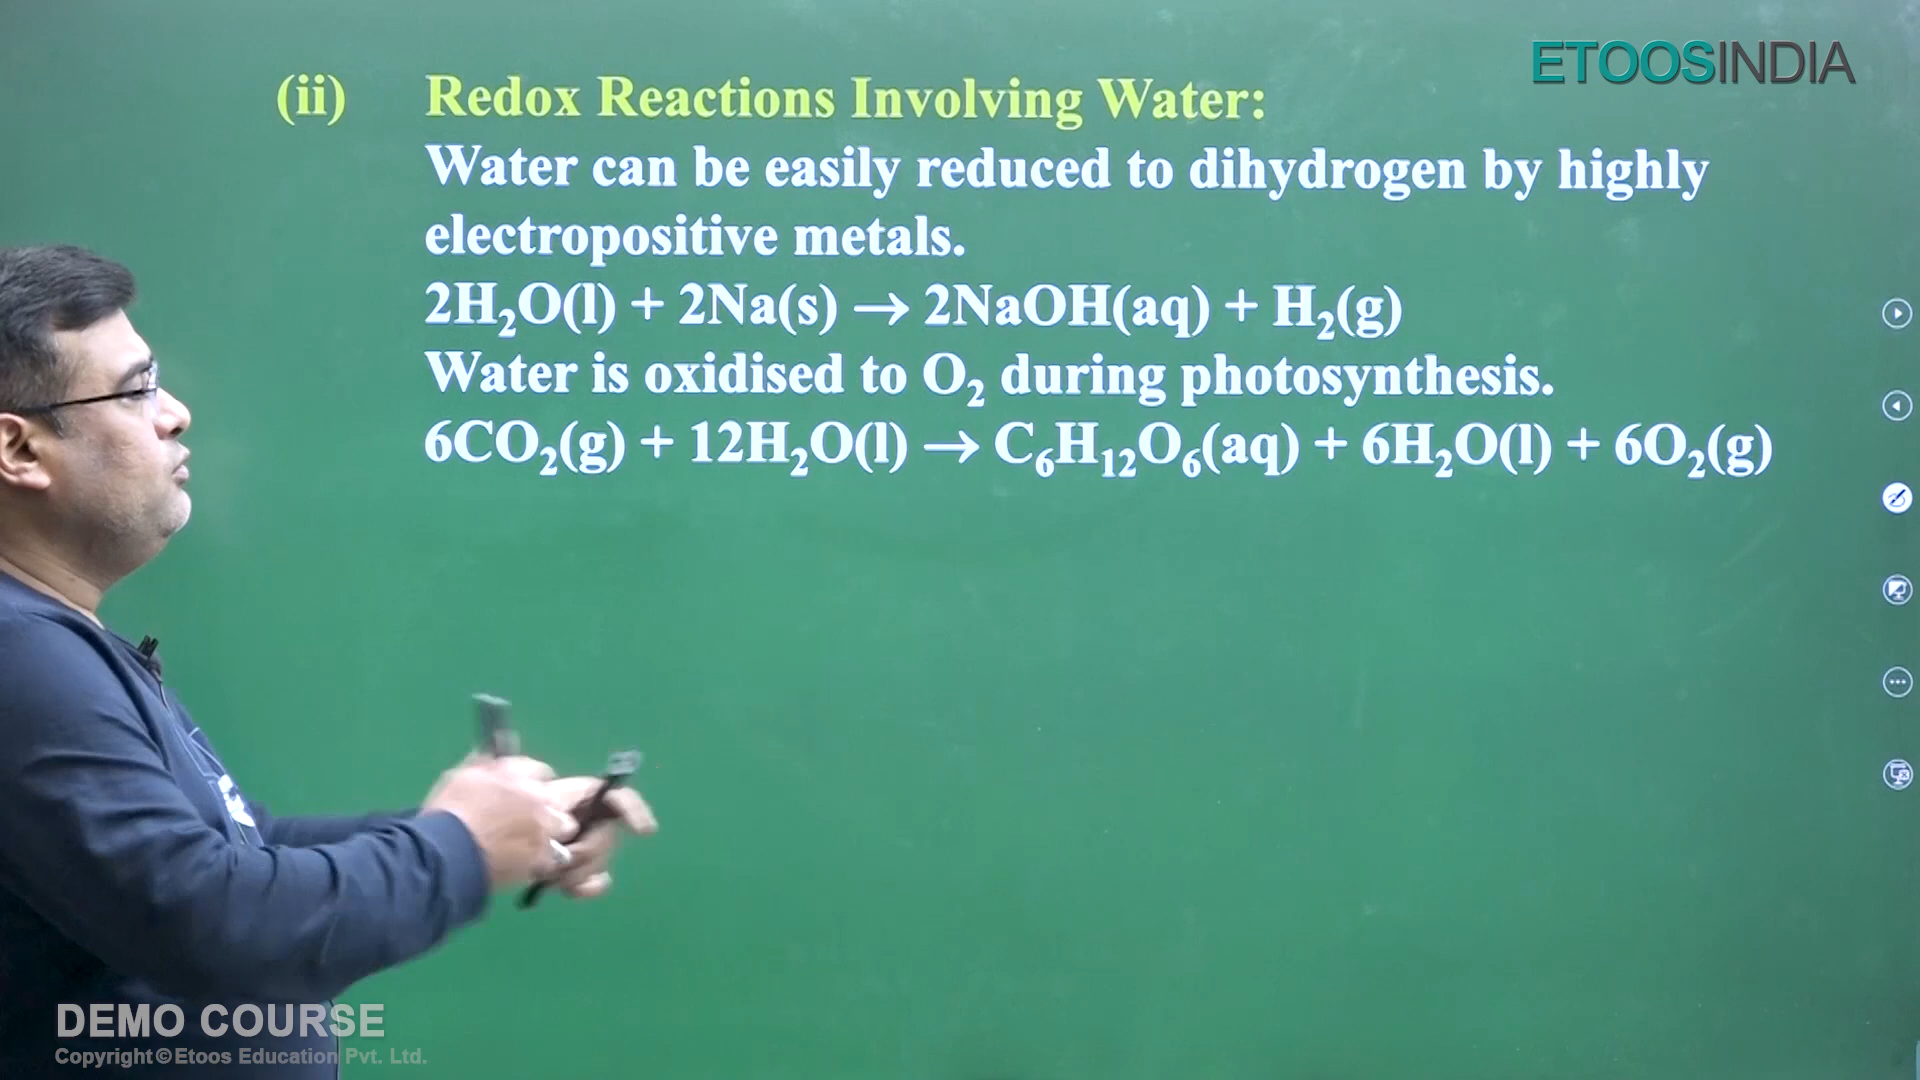 ETOOSINDIA
(ii) Redox Reactions Involving Water:
Water can be easily reduced to dihydrogen by highly
electropositive metals.
2H₂O(l) + 2Na(s) → 2NaOH(aq) + H₂(g)
Water is oxidised to O₂ during photosynthesis.
6CO₂(g) + 12H₂O(l) → C₆H₁₂O₆(aq) + 6H₂O(l) + 6O₂(g)
DEMO COURSE
Copyright©Etoos Education Pvt. Ltd.